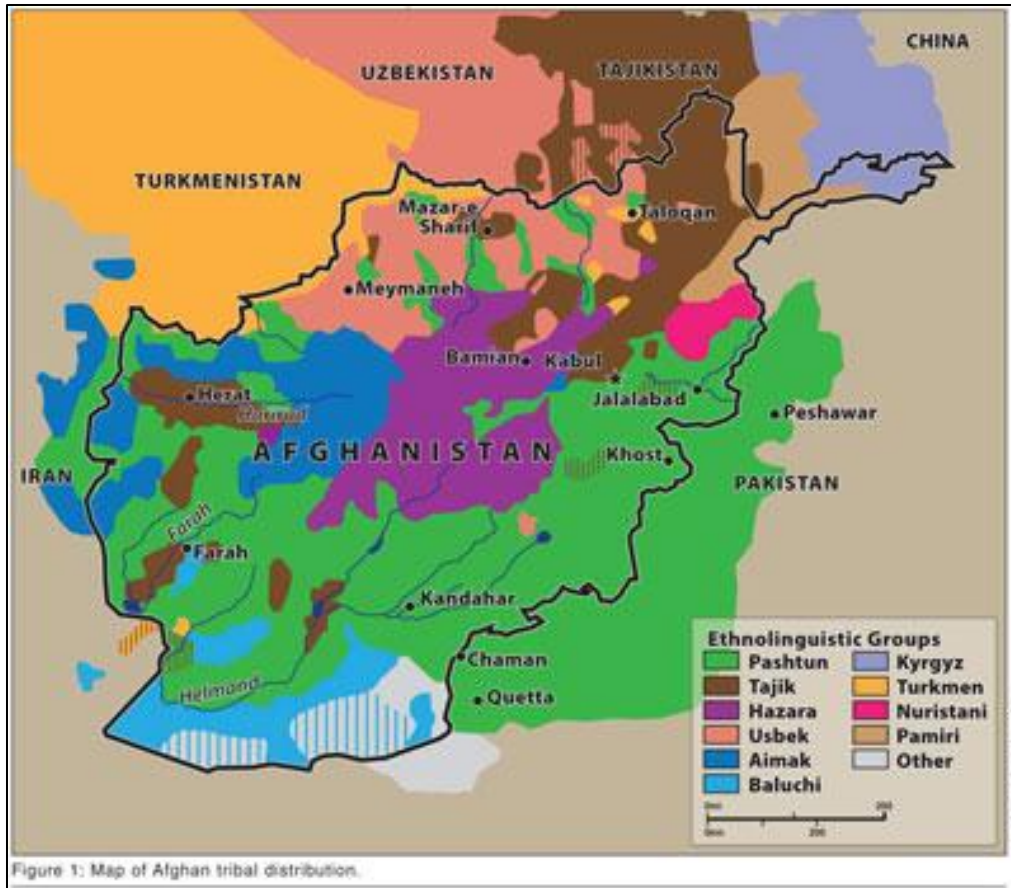 CHINA
UZBEKISTAN
TAJIKISTAN
TURKMENISTAN
Mazar-e
Sharif
Taloqan
Meymaneh
Bamian
Kabul
Herat
Jalalabad
Peshawar
AFGHANISTAN
Khost
IRAN
PAKISTAN
Farah
Farah
Kandahar
Chaman
Helmand
Quetta
Ethnolinguistic Groups
Pashtun
Tajik
Hazara
Usbek
Aimak
Baluchi
Kyrgyz
Turkmen
Nuristani
Pamiri
Other
200
200
Figure 1: Map of Afghan tribal distribution.